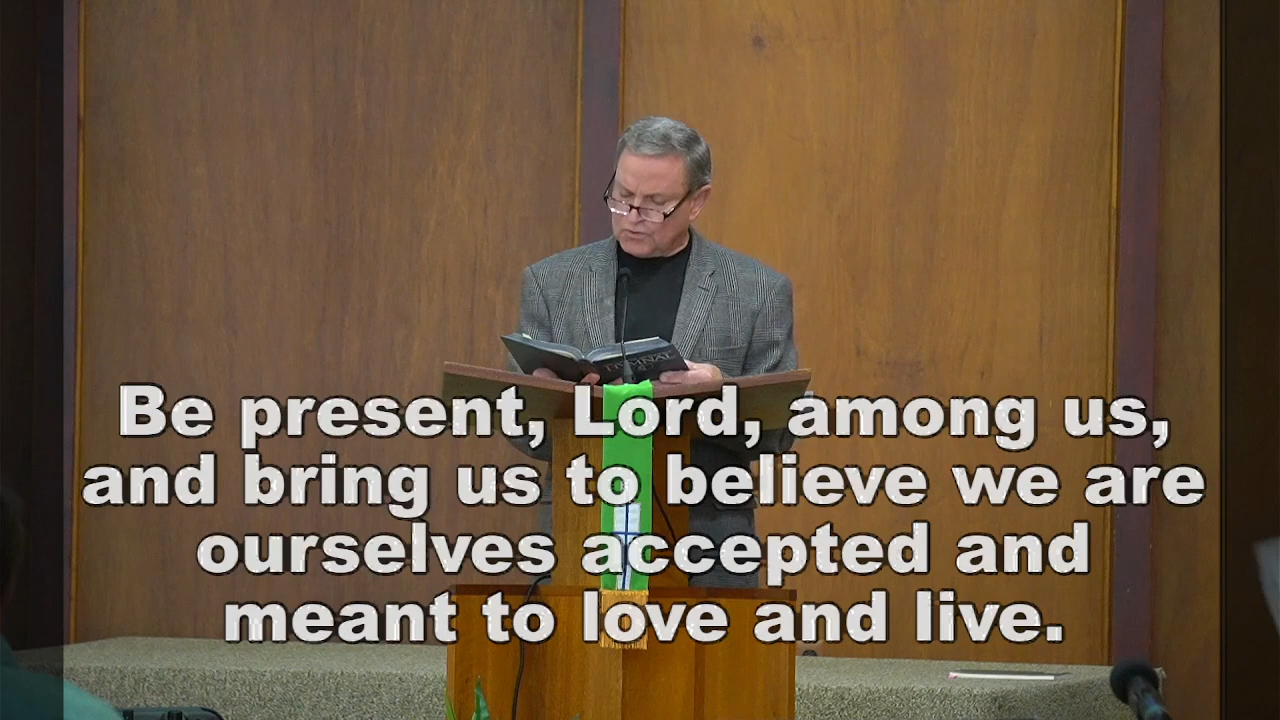 HYMNAL
Be present, Lord, among us,
and bring us to believe we are
ourselves accepted and
meant to love and live.